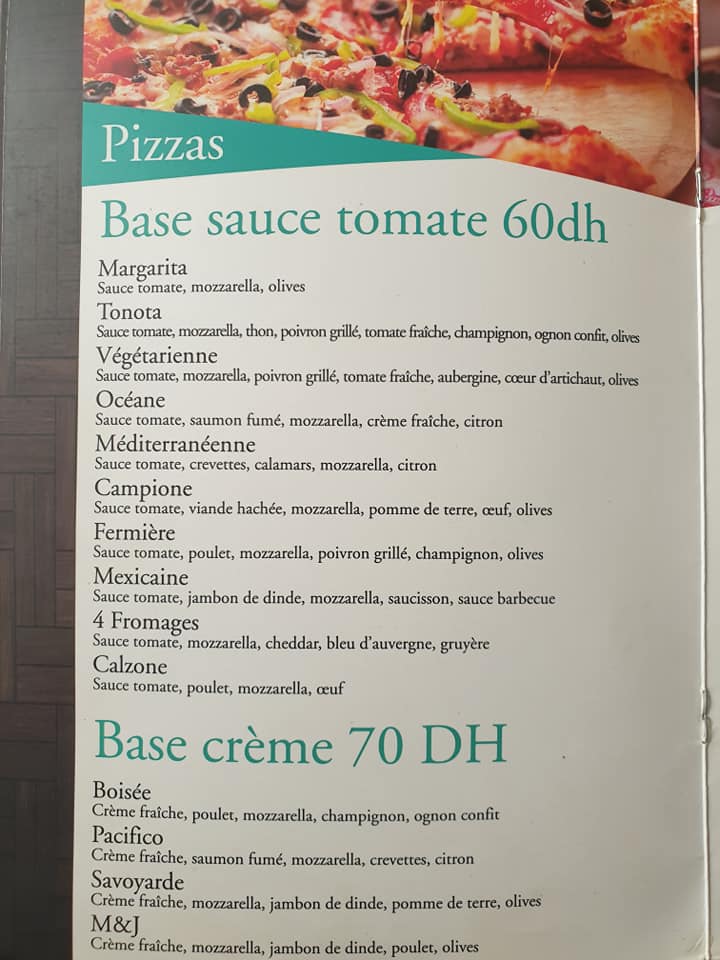 Pizzas
Base sauce tomate 60dh
Margarita
Sauce tomate, mozzarella, olives
Tonota
Sauce tomate, mozzarella, thon, poivron grillé, tomate fraîche, champignon, ognon confit, olives
Végétarienne
Sauce tomate, mozzarella, poivron grillé, tomate fraîche, aubergine, cœur d'artichaut, olives
Océane
Sauce tomate, saumon fumé, mozzarella, crème fraîche, citron
Méditerranéenne
Sauce tomate, crevettes, calamars, mozzarella, citron
Campione
Sauce tomate, viande hachée, mozzarella, pomme de terre, œuf, olives
Fermière
Sauce tomate, poulet, mozzarella, poivron grillé, champignon, olives
Mexicaine
Sauce tomate, jambon de dinde, mozzarella, saucisson, sauce barbecue
4 Fromages
Sauce tomate, mozzarella, cheddar, bleu d'auvergne, gruyère
Calzone
Sauce tomate, poulet, mozzarella, œuf
Base crème 70 DH
Boisée
Crème fraîche, poulet, mozzarella, champignon, ognon confit
Pacifico
Crème fraîche, saumon fumé, mozzarella, crevettes, citron
Savoyarde
Crème fraîche, mozzarella, jambon de dinde, pomme de terre, olives
M&J
Crème fraîche, mozzarella, jambon de dinde, poulet, olives